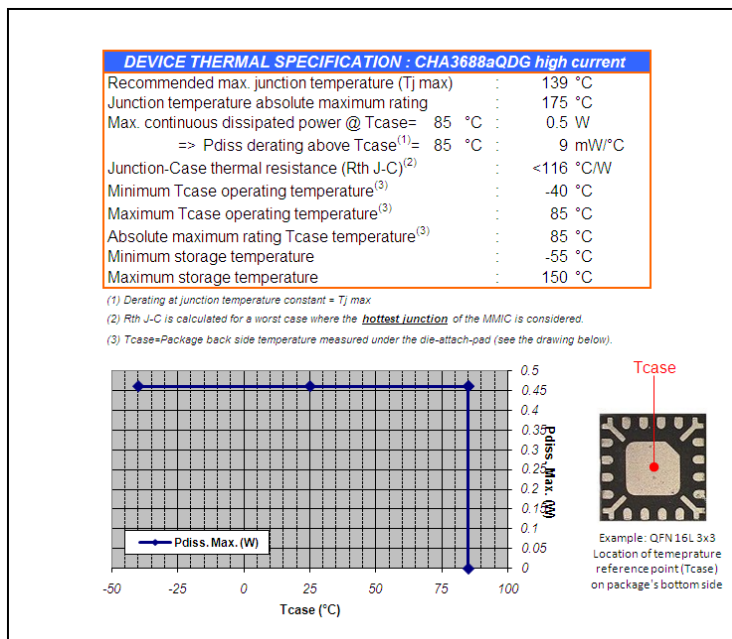 DEVICE THERMAL SPECIFICATION : CHA3688aQDG high current
Recommended max. junction temperature (Tj max) : 139 °C
Junction temperature absolute maximum rating : 175 °C
Max. continuous dissipated power @ Tcase= 85 °C : 0.5 W
=> Pdiss derating above Tcase(1)= 85 °C : 9 mW/°C
Junction-Case thermal resistance (Rth J-C)(2) : <116 °C/W
Minimum Tcase operating temperature(3) : -40 °C
Maximum Tcase operating temperature(3) : 85 °C
Absolute maximum rating Tcase temperature(3) : 85 °C
Minimum storage temperature : -55 °C
Maximum storage temperature : 150 °C
(1) Derating at junction temperature constant = Tj max
(2) Rth J-C is calculated for a worst case where the hottest junction of the MMIC is considered.
(3) Tcase=Package back side temperature measured under the die-attach-pad (see the drawing below).
0.5
0.45
0.4
0.35
0.3
0.25
0.2
0.15
0.1
0.05
0
Pdiss. Max. (W)
Pdiss. Max. (W)
-50 -25 0 25 50 75 100
Tcase (°C)
Tcase
Example: QFN 16L 3x3
Location of temeprature
reference point (Tcase)
on package's bottom side